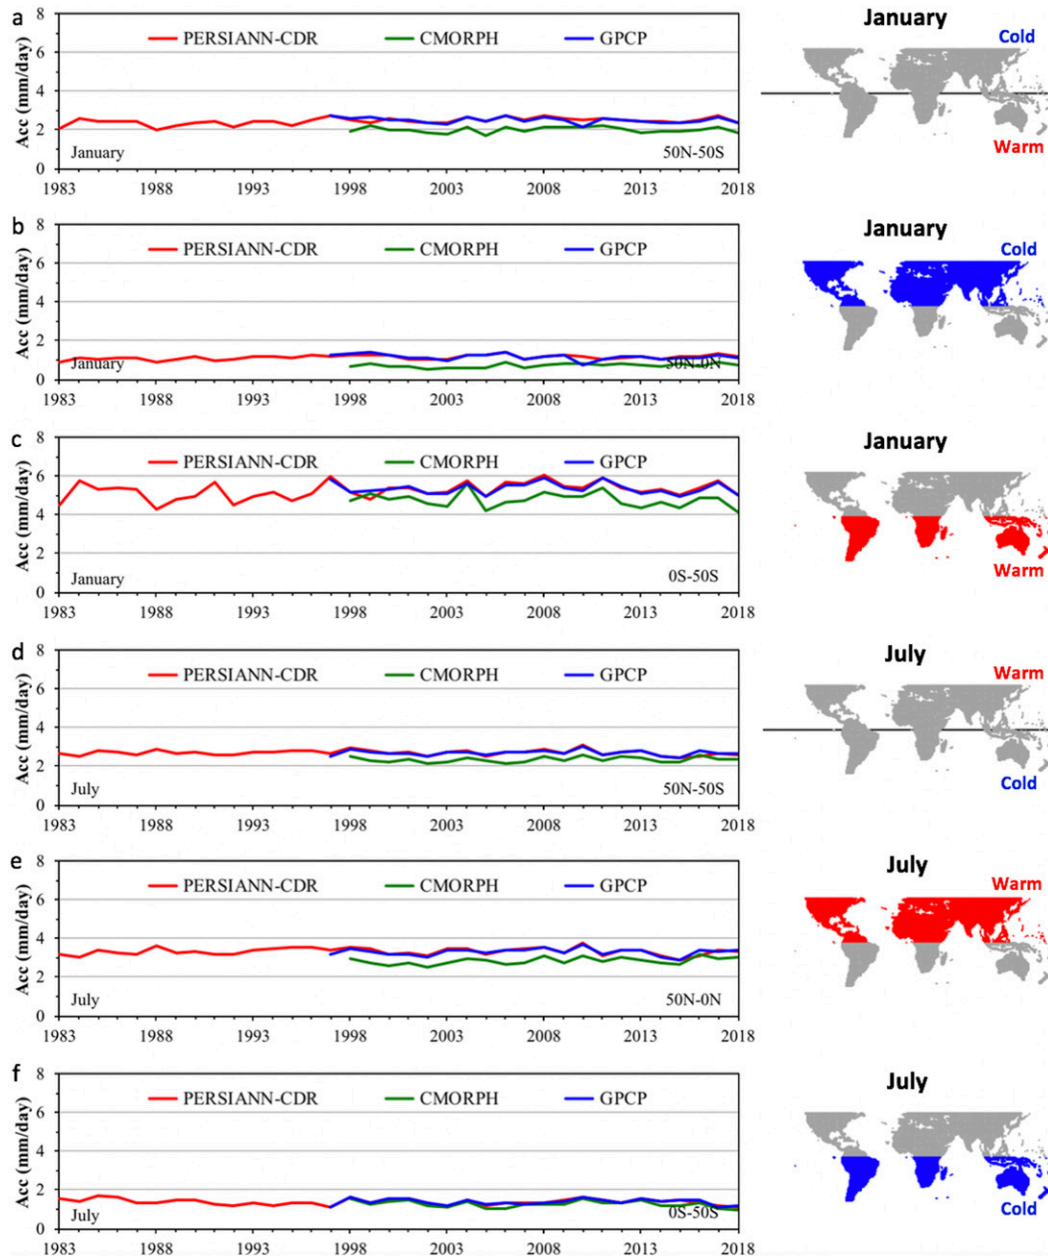 a
8
6
4
2
0
Acc (mm/day)
PERSIANN-CDR CMORPH GPCP
January 50N-50S
1983 1988 1993 1998 2003 2008 2013 2018
January
Cold
Warm
b
8
6
4
2
0
Acc (mm/day)
PERSIANN-CDR CMORPH GPCP
January 50N-0N
1983 1988 1993 1998 2003 2008 2013 2018
January
Cold
c
8
6
4
2
0
Acc (mm/day)
PERSIANN-CDR CMORPH GPCP
January 0S-50S
1983 1988 1993 1998 2003 2008 2013 2018
January
Warm
d
8
6
4
2
0
Acc (mm/day)
PERSIANN-CDR CMORPH GPCP
July 50N-50S
1983 1988 1993 1998 2003 2008 2013 2018
July
Warm
Cold
e
8
6
4
2
0
Acc (mm/day)
PERSIANN-CDR CMORPH GPCP
July 50N-0N
1983 1988 1993 1998 2003 2008 2013 2018
July
Warm
f
8
6
4
2
0
Acc (mm/day)
PERSIANN-CDR CMORPH GPCP
July 0S-50S
1983 1988 1993 1998 2003 2008 2013 2018
July
Cold